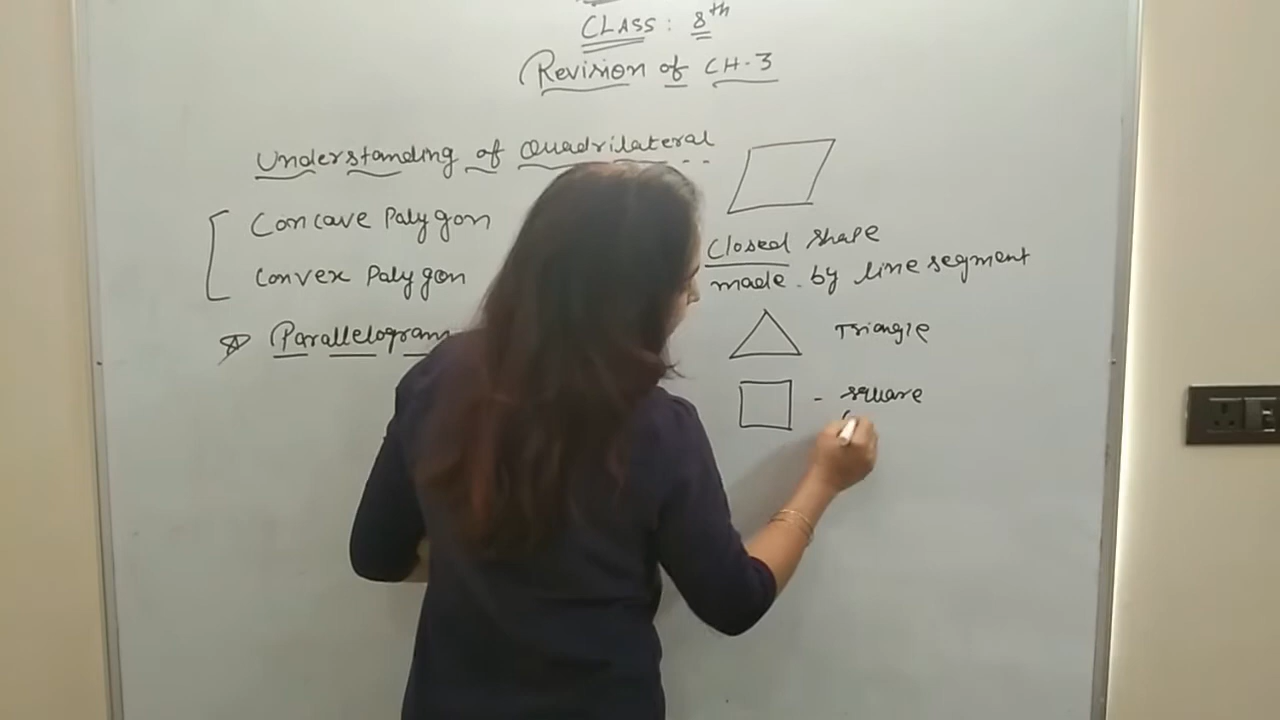 CLASS: 8th
Revision of CH-3
Understanding of Quadrilateral
Concave Polygon
Convex Polygon
Parallelogram
Closed shape
made by line segment
Triangle
- square